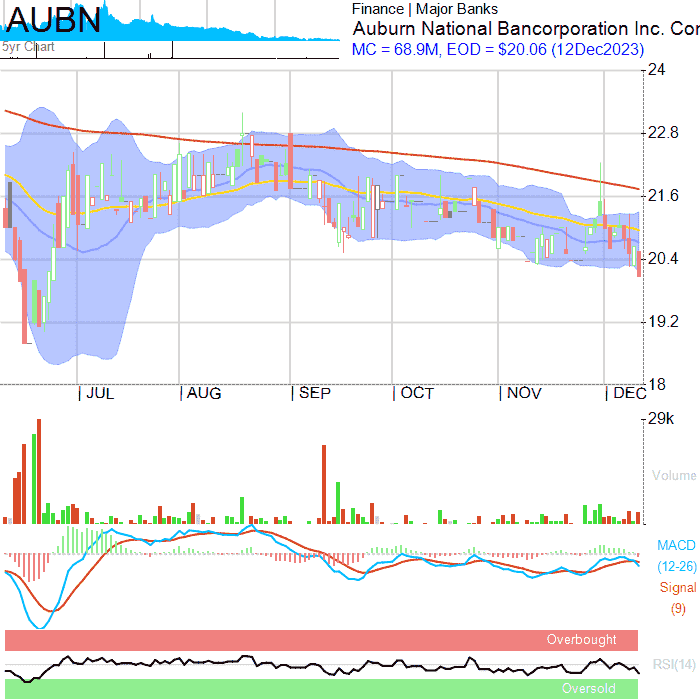 AUBN
5yr Chart
Finance | Major Banks
Auburn National Bancorporation Inc. Cor
MC = 68.9M, EOD = $20.06 (12Dec2023)
24
22.8
21.6
20.4
19.2
18
JUL AUG SEP OCT NOV DEC
29k
Volume
MACD
(12-26)
Signal
(9)
Overbought
RSI(14)
Oversold